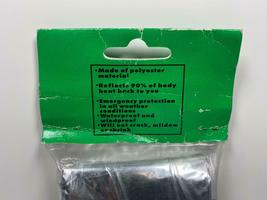 •Made of polyester
material
•Reflects 90% of body
heat back to you
•Emergency protection
in all weather
conditions
•Waterproof and
windproof
•Will not crack, mildew
or shrink